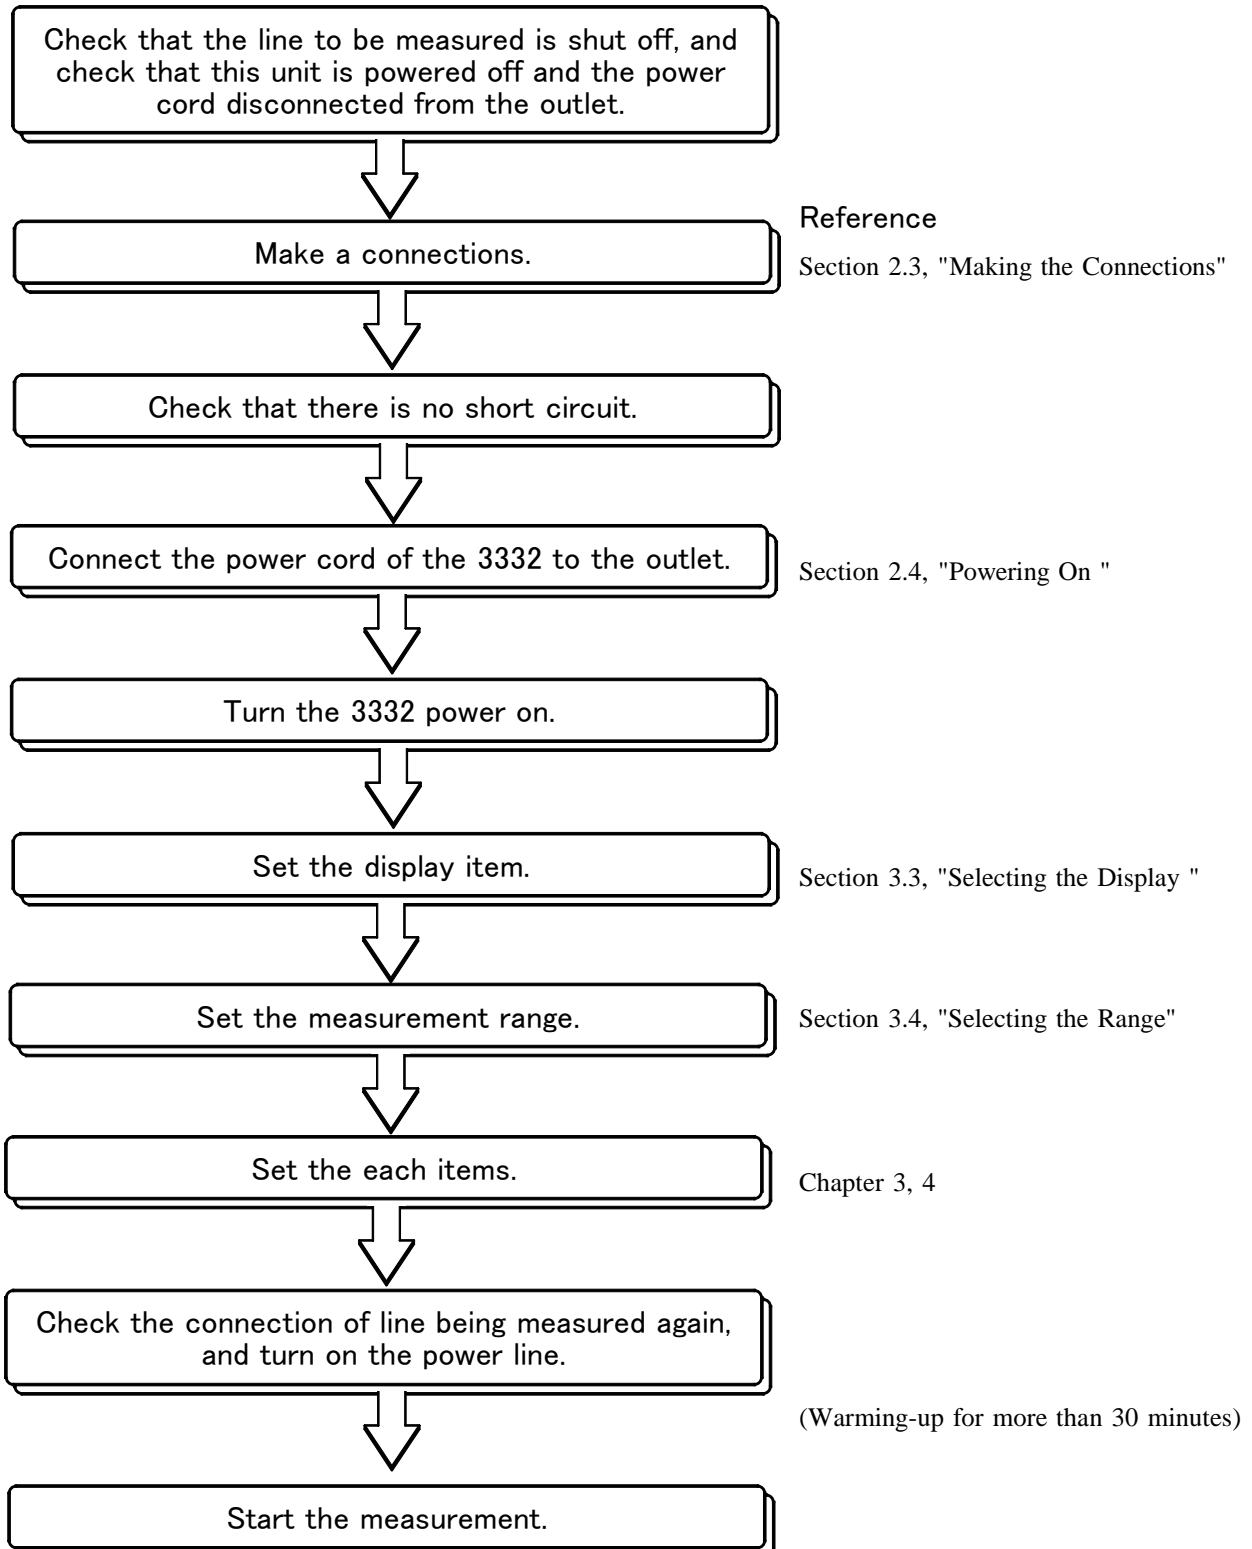 Check that the line to be measured is shut off, and
check that this unit is powered off and the power
cord disconnected from the outlet.
Reference
Make a connections.
Section 2.3, "Making the Connections"
Check that there is no short circuit.
Connect the power cord of the 3332 to the outlet.
Section 2.4, "Powering On "
Turn the 3332 power on.
Set the display item.
Section 3.3, "Selecting the Display "
Set the measurement range.
Section 3.4, "Selecting the Range"
Set the each items.
Chapter 3, 4
Check the connection of line being measured again,
and turn on the power line.
(Warming-up for more than 30 minutes)
Start the measurement.